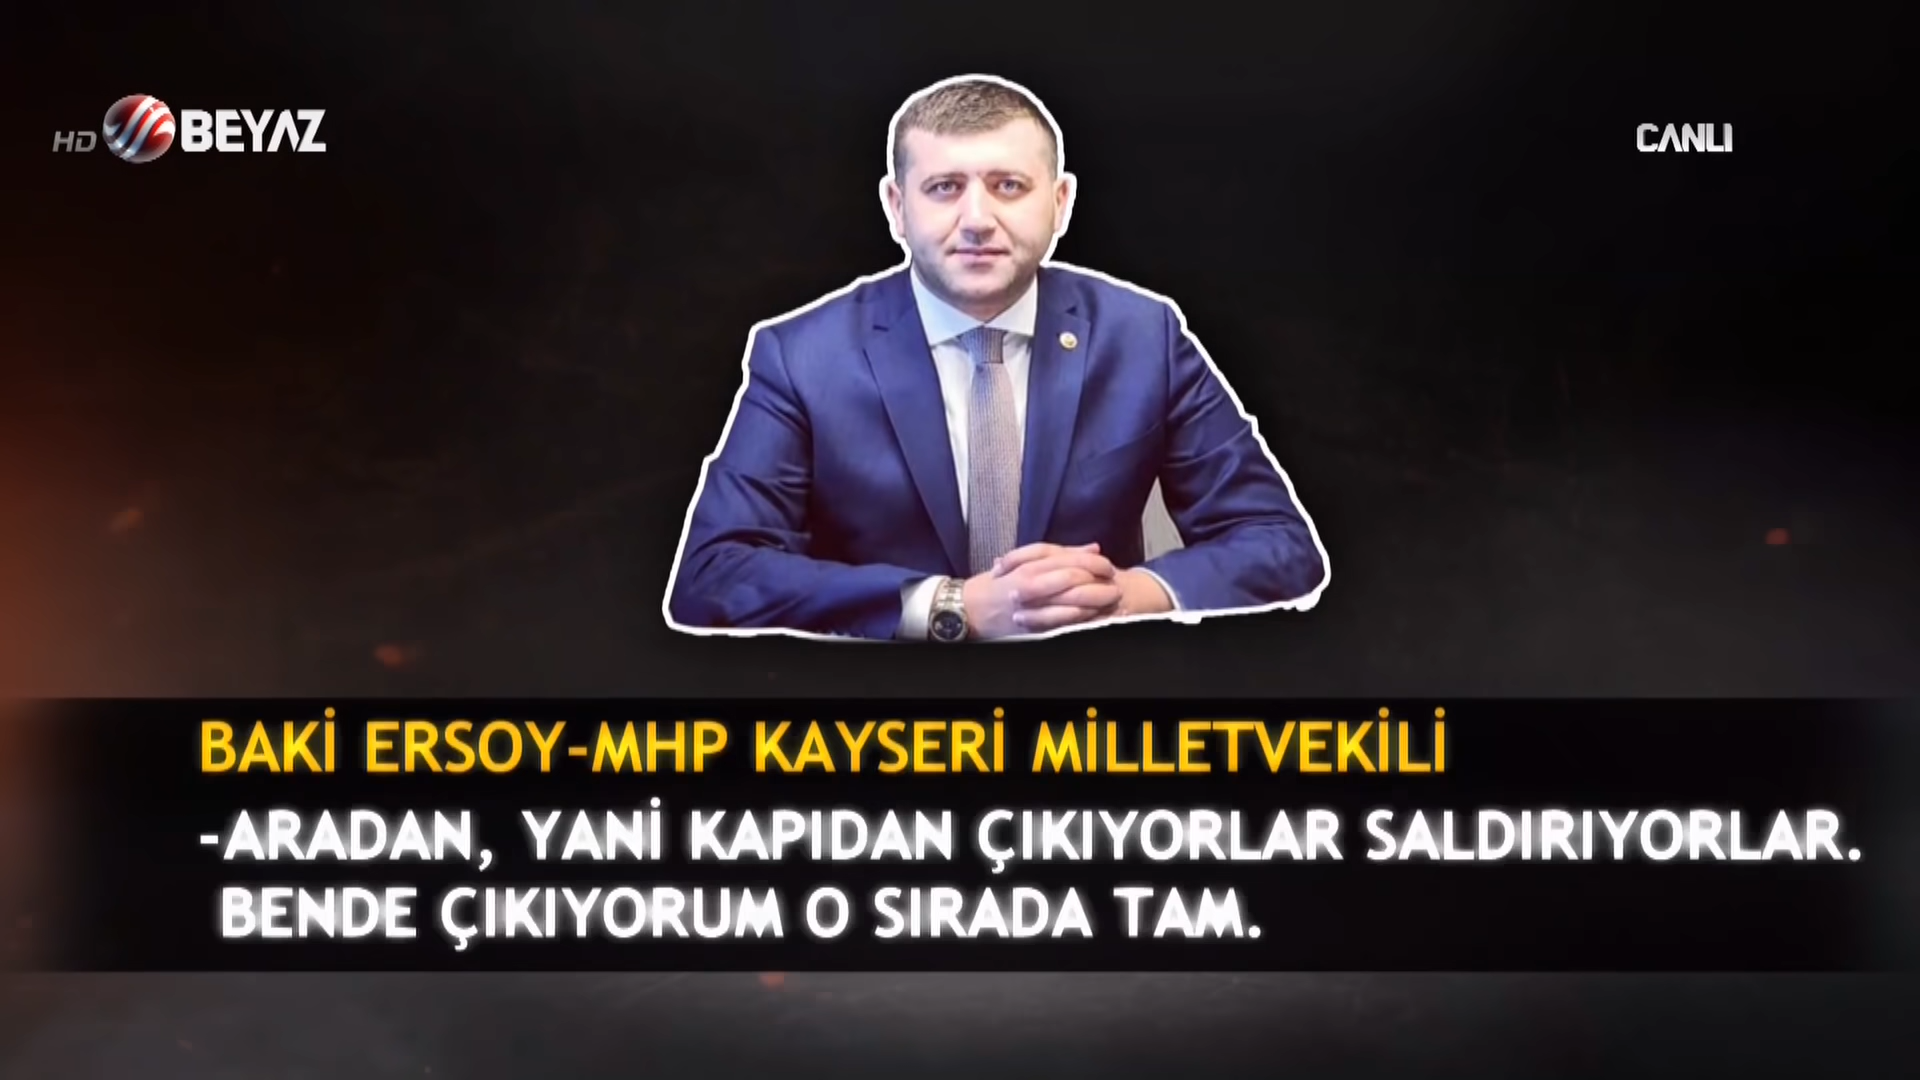 HD BEYAZ
CANLI
BAKİ ERSOY-MHP KAYSERİ MİLLETVEKİLİ
-ARADAN, YANİ KAPIDAN ÇIKIYORLAR SALDIRIYORLAR.
BENDE ÇIKIYORUM O SIRADA TAM.